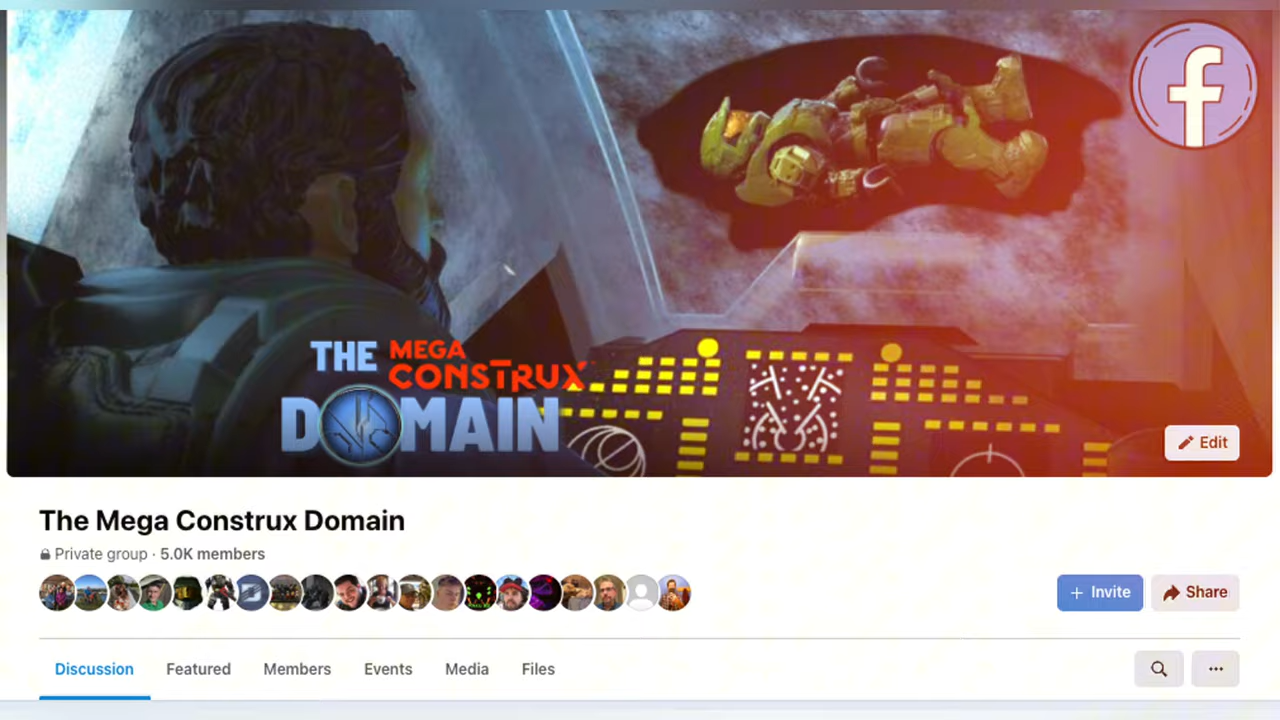 f
THE MEGA
CONSTRUX
DOMAIN
Edit
The Mega Construx Domain
Private group · 5.0K members
+ Invite
Share
Discussion Featured Members Events Media Files